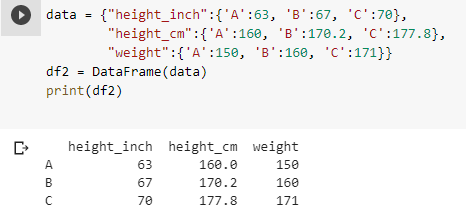 data = {"height_inch":{'A':63, 'B':67, 'C':70},
"height_cm":{'A':160, 'B':170.2, 'C':177.8},
"weight":{'A':150, 'B':160, 'C':171}}
df2 = DataFrame(data)
print(df2)
height_inch height_cm weight
A 63 160.0 150
B 67 170.2 160
C 70 177.8 171